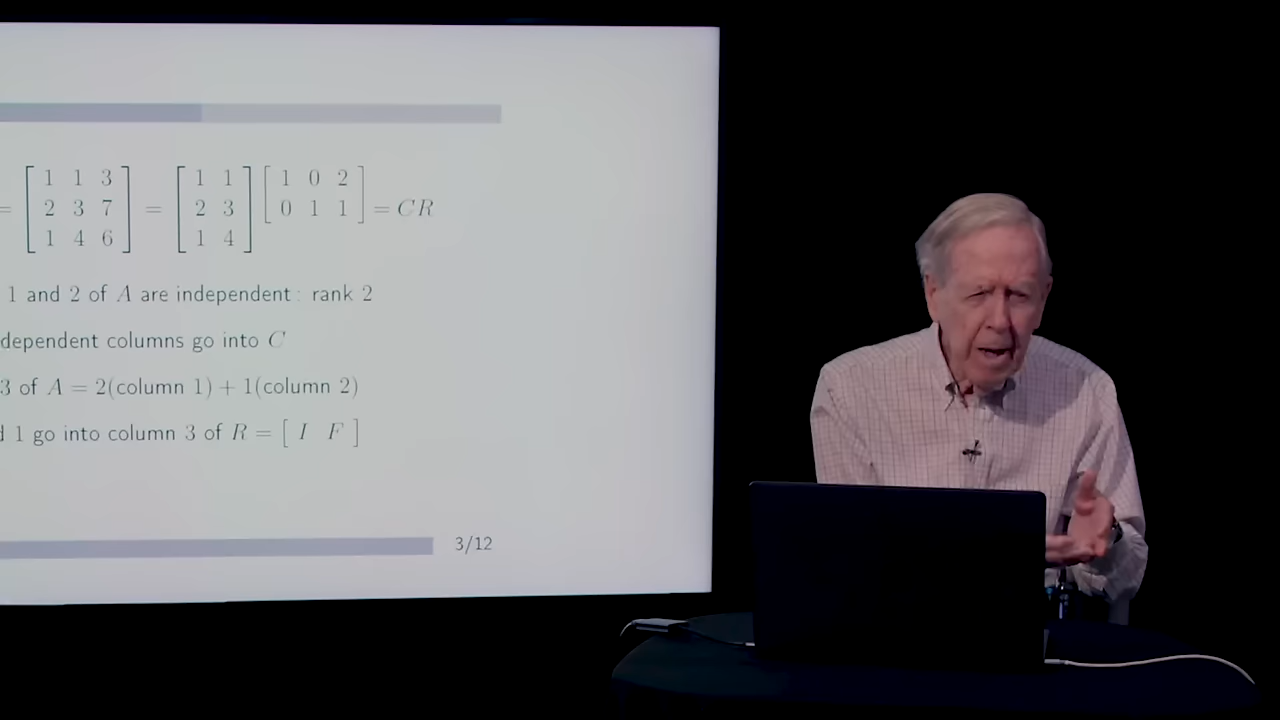 = [ 1 1 3 ; 2 3 7 ; 1 4 6 ] = [ 1 1 ; 2 3 ; 1 4 ] [ 1 0 2 ; 0 1 1 ] = CR
1 and 2 of A are independent : rank 2
dependent columns go into C
3 of A = 2(column 1) + 1(column 2)
1 go into column 3 of R = [ I F ]
3/12